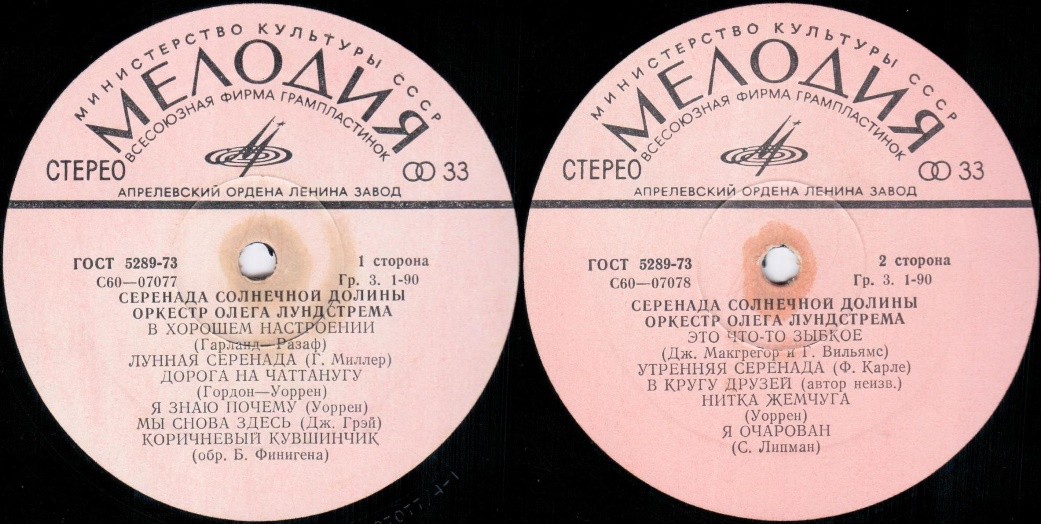 МИНИСТЕРСТВО КУЛЬТУРЫ СССР
МЕЛОДИЯ
ВСЕСОЮЗНАЯ ФИРМА ГРАМПЛАСТИНОК
СТЕРЕО 33
АПРЕЛЕВСКИЙ ОРДЕНА ЛЕНИНА ЗАВОД
ГОСТ 5289-73 1 сторона
С60—07077 Гр. 3. 1-90
СЕРЕНАДА СОЛНЕЧНОЙ ДОЛИНЫ
ОРКЕСТР ОЛЕГА ЛУНДСТРЕМА
В ХОРОШЕМ НАСТРОЕНИИ
(Гарланд—Разаф)
ЛУННАЯ СЕРЕНАДА (Г. Миллер)
ДОРОГА НА ЧАТТАНУГУ
(Гордон—Уоррен)
Я ЗНАЮ ПОЧЕМУ (Уоррен)
МЫ СНОВА ЗДЕСЬ (Дж. Грэй)
КОРИЧНЕВЫЙ КУВШИНЧИК
(обр. Б. Финигена)
МИНИСТЕРСТВО КУЛЬТУРЫ СССР
МЕЛОДИЯ
ВСЕСОЮЗНАЯ ФИРМА ГРАМПЛАСТИНОК
СТЕРЕО 33
АПРЕЛЕВСКИЙ ОРДЕНА ЛЕНИНА ЗАВОД
ГОСТ 5289-73 2 сторона
С60—07078 Гр. 3. 1-90
СЕРЕНАДА СОЛНЕЧНОЙ ДОЛИНЫ
ОРКЕСТР ОЛЕГА ЛУНДСТРЕМА
ЭТО ЧТО-ТО ЗЫБКОЕ
(Дж. Макгрегор и Г. Вильямс)
УТРЕННЯЯ СЕРЕНАДА (Ф. Карле)
В КРУГУ ДРУЗЕЙ (автор неизв.)
НИТКА ЖЕМЧУГА
(Уоррен)
Я ОЧАРОВАН
(С. Липман)